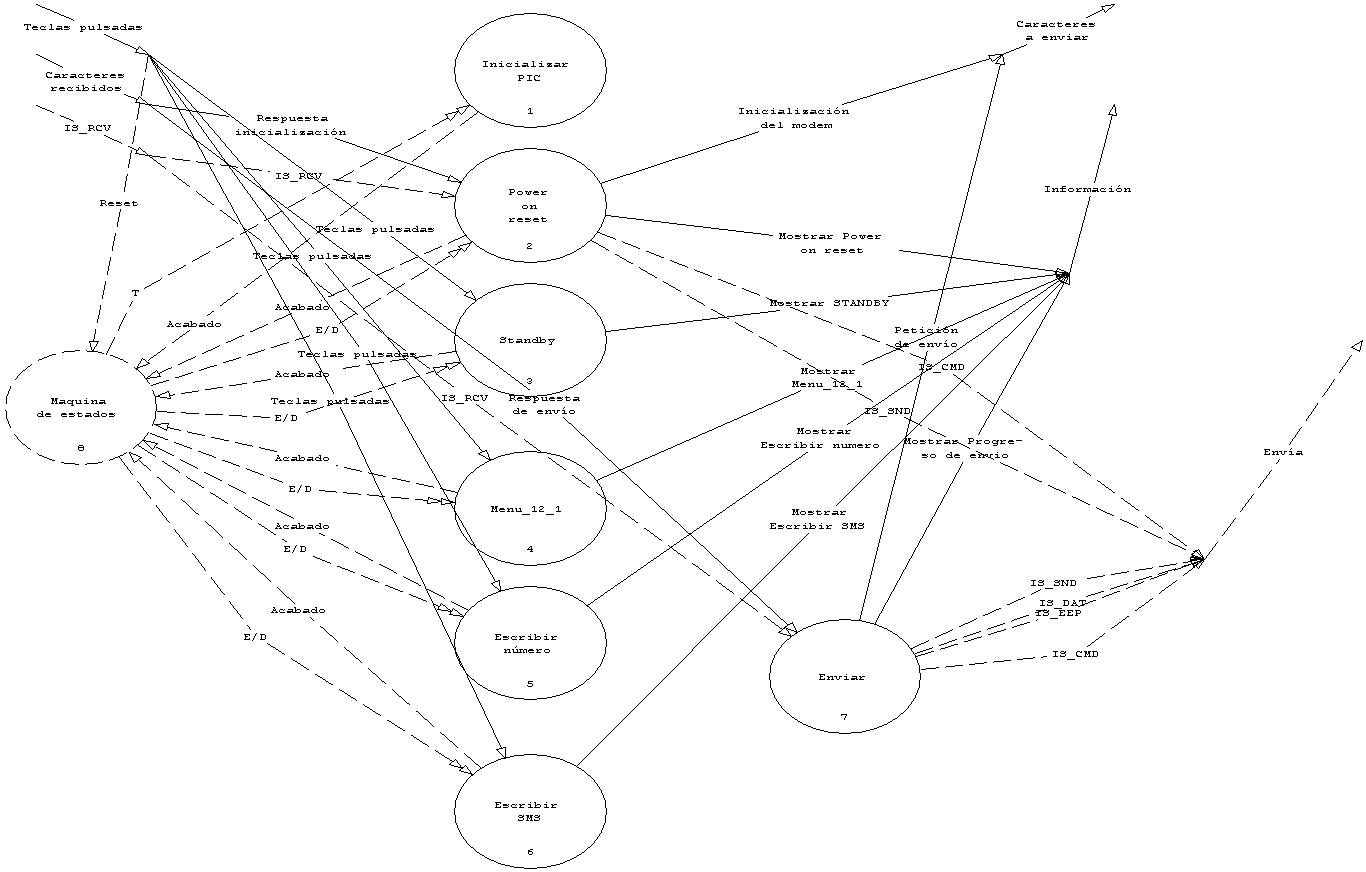 Teclas pulsadas
Caracteres
a enviar
Inicializar
PIC
1
Caracteres
recibidos
Inicialización
del modem
Respuesta
inicialización
IS_RCV
IS_RCV
Información
Power
on
reset
2
Reset
Teclas pulsadas
Mostrar Power
on reset
Teclas pulsadas
T
Acabado
Mostrar STANDBY
Acabado
E/D
Petición
de envío
Standby
3
Teclas pulsadas
Acabado
IS_CMD
Mostrar
Menu_12_1
Maquina
de estados
0
Teclas pulsadas
E/D
IS_RCV
Respuesta
de envío
IS_SND
Mostrar
Escribir numero
Mostrar Progre-
so de envio
Envía
Acabado
E/D
Menu_12_1
4
Mostrar
Escribir SMS
Acabado
E/D
IS_SND
IS_DAT
IS_EEP
IS_CMD
Acabado
E/D
Escribir
número
5
Enviar
7
Escribir
SMS
6